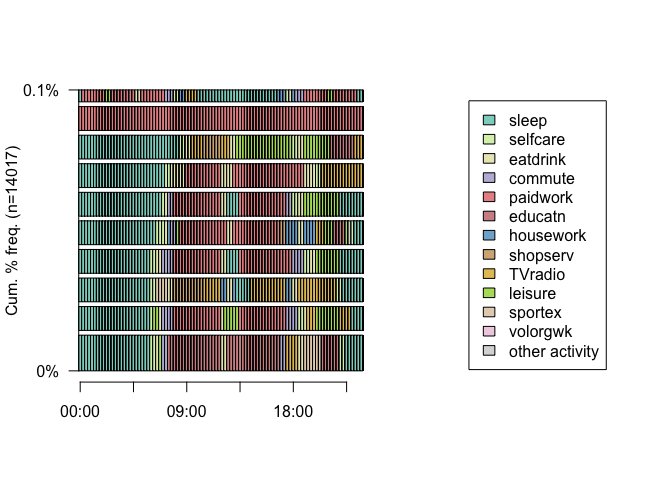 0.1%
Cum. % freq. (n=14017)
0%
00:00 09:00 18:00
sleep
selfcare
eatdrink
commute
paidwork
educatn
housework
shopserv
TVradio
leisure
sportex
volorgwk
other activity